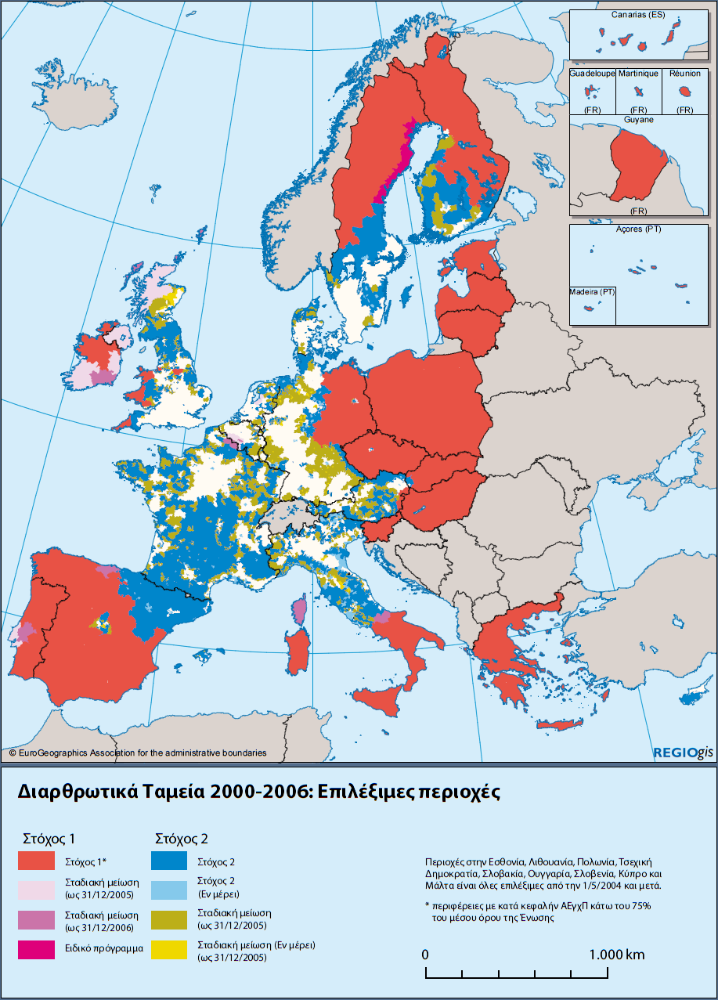 Canarias (ES)
Guadeloupe
Martinique
Réunion
(FR)
(FR)
(FR)
Guyane
(FR)
Açores (PT)
Madeira (PT)
© EuroGeographics Association for the administrative boundaries
REGIOgis
Διαρθρωτικά Ταμεία 2000-2006: Επιλέξιμες περιοχές
Στόχος 1
Στόχος 1*
Σταδιακή μείωση
(ως 31/12/2005)
Σταδιακή μείωση
(ως 31/12/2006)
Ειδικό πρόγραμμα
Στόχος 2
Στόχος 2
Στόχος 2
(Εν μέρει)
Σταδιακή μείωση
(ως 31/12/2005)
Σταδιακή μείωση (Εν μέρει)
(ως 31/12/2005)
Περιοχές στην Εσθονία, Λιθουανία, Πολωνία, Τσεχική
Δημοκρατία, Σλοβακία, Ουγγαρία, Σλοβενία, Κύπρο και
Μάλτα είναι όλες επιλέξιμες από την 1/5/2004 και μετά.
* περιφέρειες με κατά κεφαλήν ΑΕγχΠ κάτω του 75%
του μέσου όρου της Ένωσης
0
1.000 km